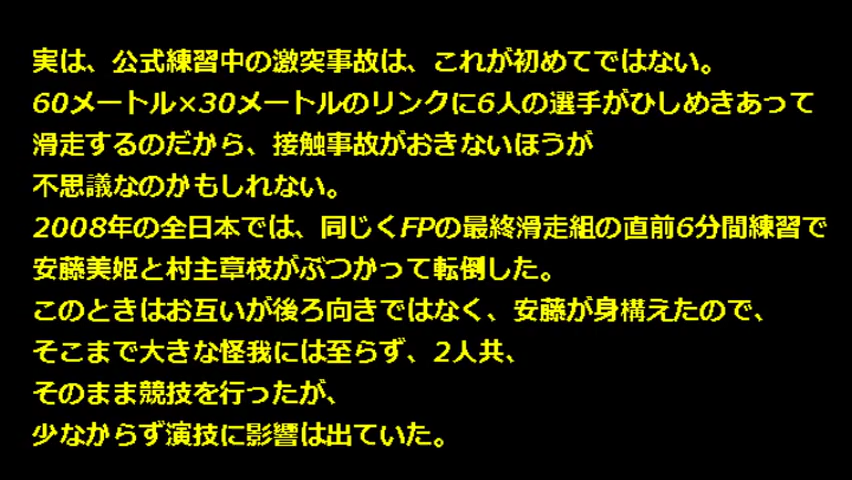 実は、公式練習中の激突事故は、これが初めてではない。
60メートル×30メートルのリンクに6人の選手がひしめきあって
滑走するのだから、接触事故がおきないほうが
不思議なのかもしれない。
2008年の全日本では、同じくFPの最終滑走組の直前6分間練習で
安藤美姫と村主章枝がぶつかって転倒した。
このときはお互いが後ろ向きではなく、安藤が身構えたので、
そこまで大きな怪我には至らず、2人共、
そのまま競技を行ったが、
少なからず演技に影響は出ていた。